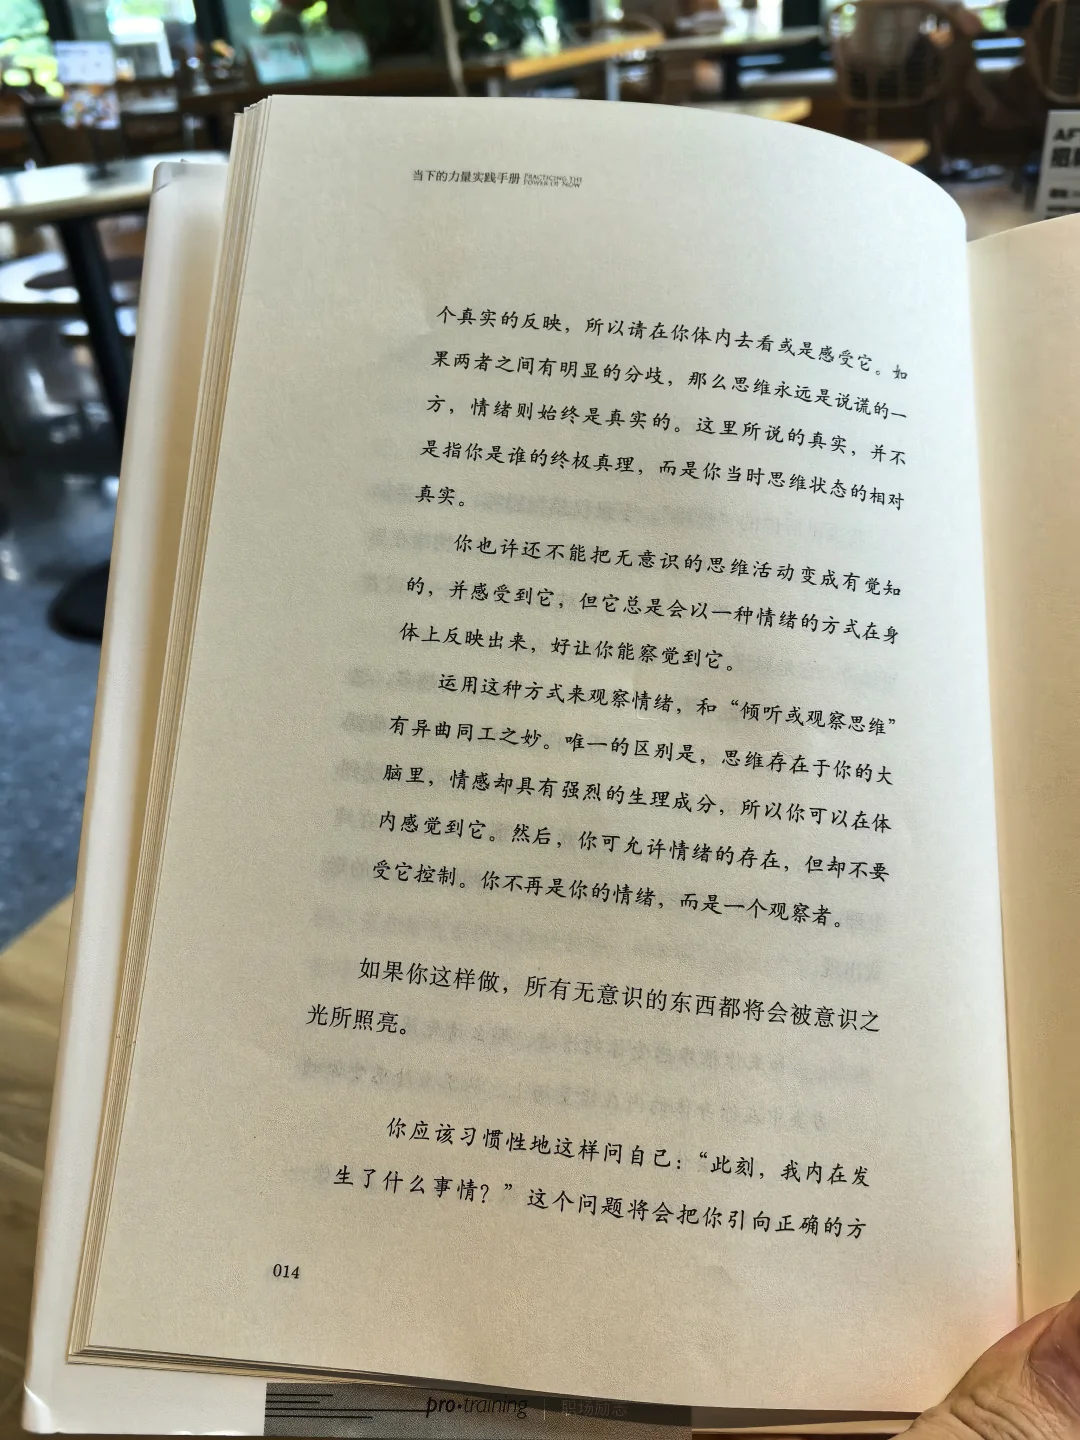 当下的力量实践手册 PRACTICING THE POWER OF NOW
个真实的反映，所以请在你体内去看或是感受它。如
果两者之间有明显的分歧，那么思维永远是说谎的一
方，情绪则始终是真实的。这里所说的真实，并不
是指你是谁的终极真理，而是你当时思维状态的相对
真实。
你也许还不能把无意识的思维活动变成有觉知
的，并感受到它，但它总是会以一种情绪的方式在身
体上反映出来，好让你能察觉到它。
运用这种方式来观察情绪，和“倾听或观察思维”
有异曲同工之妙。唯一的区别是，思维存在于你的大
脑里，情感却具有强烈的生理成分，所以你可以在体
内感觉到它。然后，你可允许情绪的存在，但却不要
受它控制。你不再是你的情绪，而是一个观察者。
如果你这样做，所有无意识的东西都将会被意识之
光所照亮。
你应该习惯性地这样问自己：“此刻，我内在发
生了什么事情？”这个问题将会把你引向正确的方
014
pro·training 职场励志